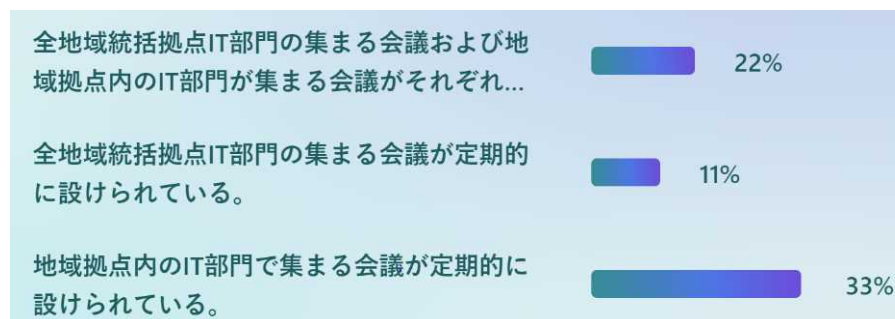 全地域統括拠点IT部門の集まる会議および地
域拠点内のIT部門が集まる会議がそれぞれ...
22%
全地域統括拠点IT部門の集まる会議が定期的
に設けられている。
11%
地域拠点内のIT部門で集まる会議が定期的に
設けられている。
33%